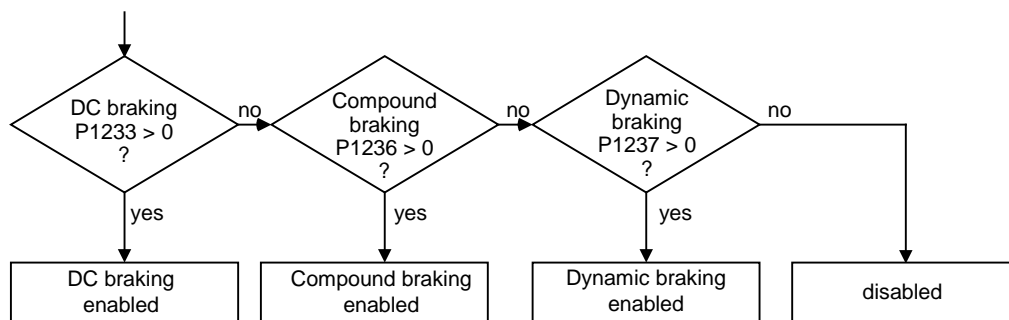 DC braking
P1233 > 0
?
no
Compound
braking
P1236 > 0
?
no
Dynamic
braking
P1237 > 0
?
no
yes
yes
yes
DC braking
enabled
Compound braking
enabled
Dynamic braking
enabled
disabled